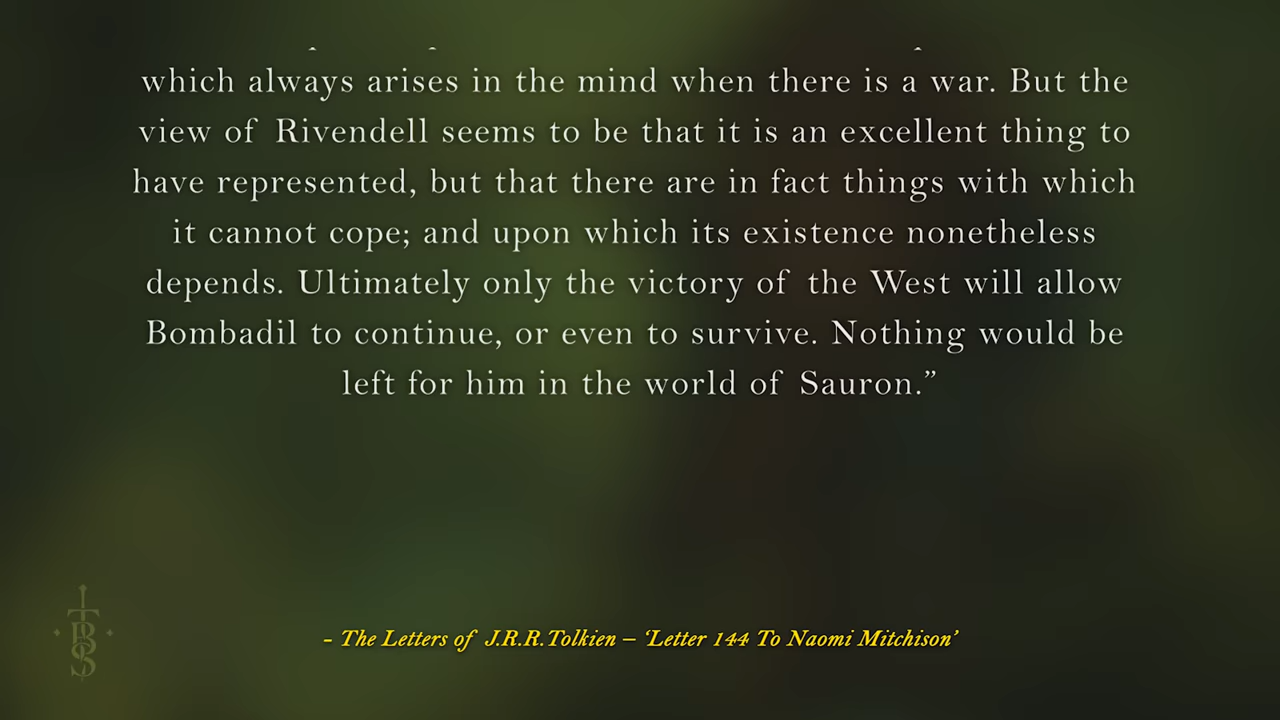 which always arises in the mind when there is a war. But the
view of Rivendell seems to be that it is an excellent thing to
have represented, but that there are in fact things with which
it cannot cope; and upon which its existence nonetheless
depends. Ultimately only the victory of the West will allow
Bombadil to continue, or even to survive. Nothing would be
left for him in the world of Sauron.”
- The Letters of J.R.R.Tolkien – ‘Letter 144 To Naomi Mitchison’